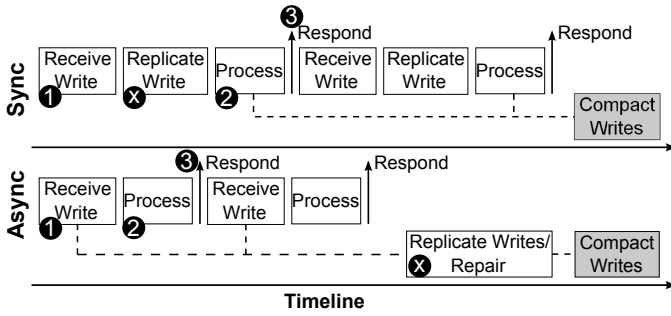 3
Respond
Respond
Receive
Write
Replicate
Write
Process
Receive
Write
Replicate
Write
Process
Sync
1
x
2
Compact
Writes
3
Respond
Respond
Receive
Write
Process
Receive
Write
Process
Async
1
2
Replicate Writes/
Repair
x
Compact
Writes
Timeline